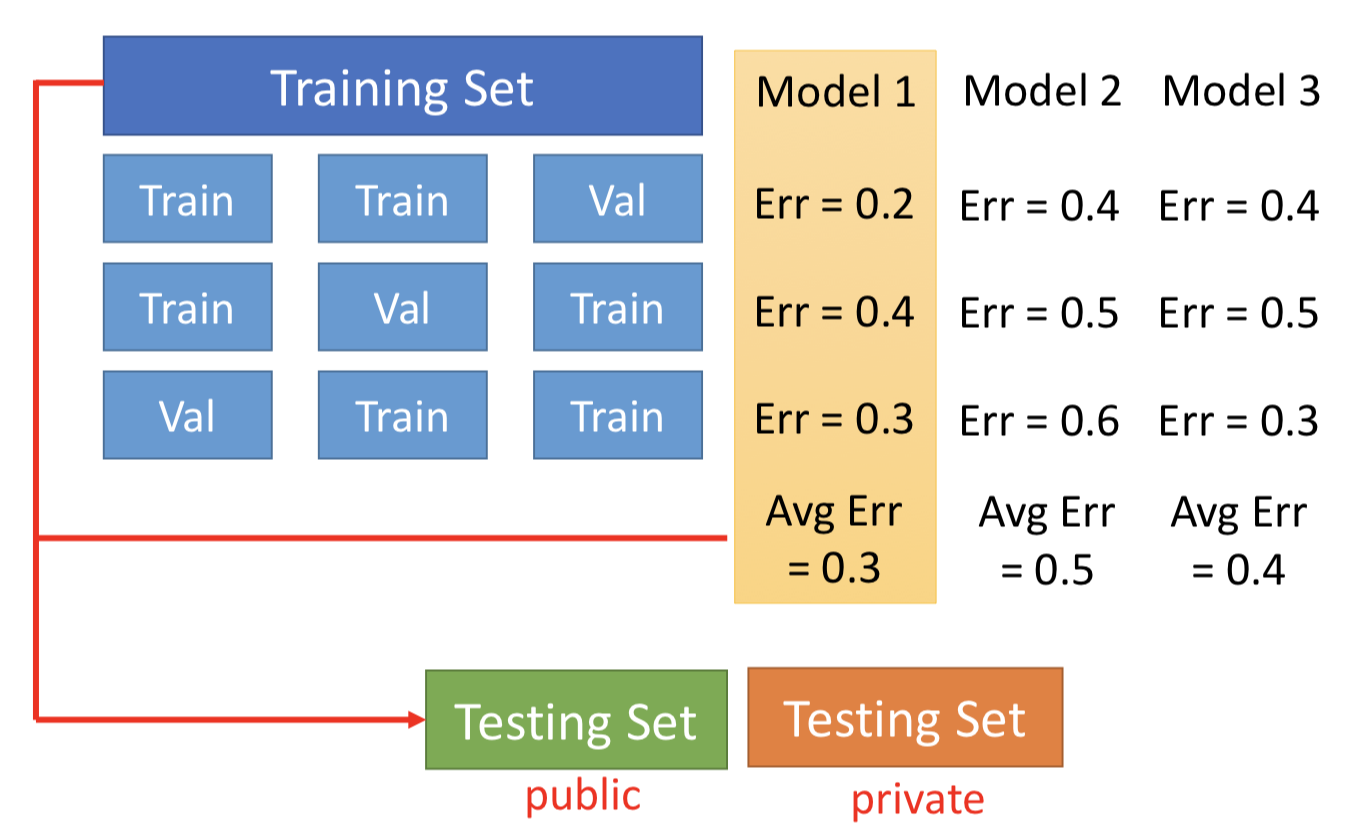 Training Set
Model 1 Model 2 Model 3
Train Train Val Err = 0.2 Err = 0.4 Err = 0.4
Train Val Train Err = 0.4 Err = 0.5 Err = 0.5
Val Train Train Err = 0.3 Err = 0.6 Err = 0.3
Avg Err Avg Err Avg Err
= 0.3 = 0.5 = 0.4
Testing Set Testing Set
public private